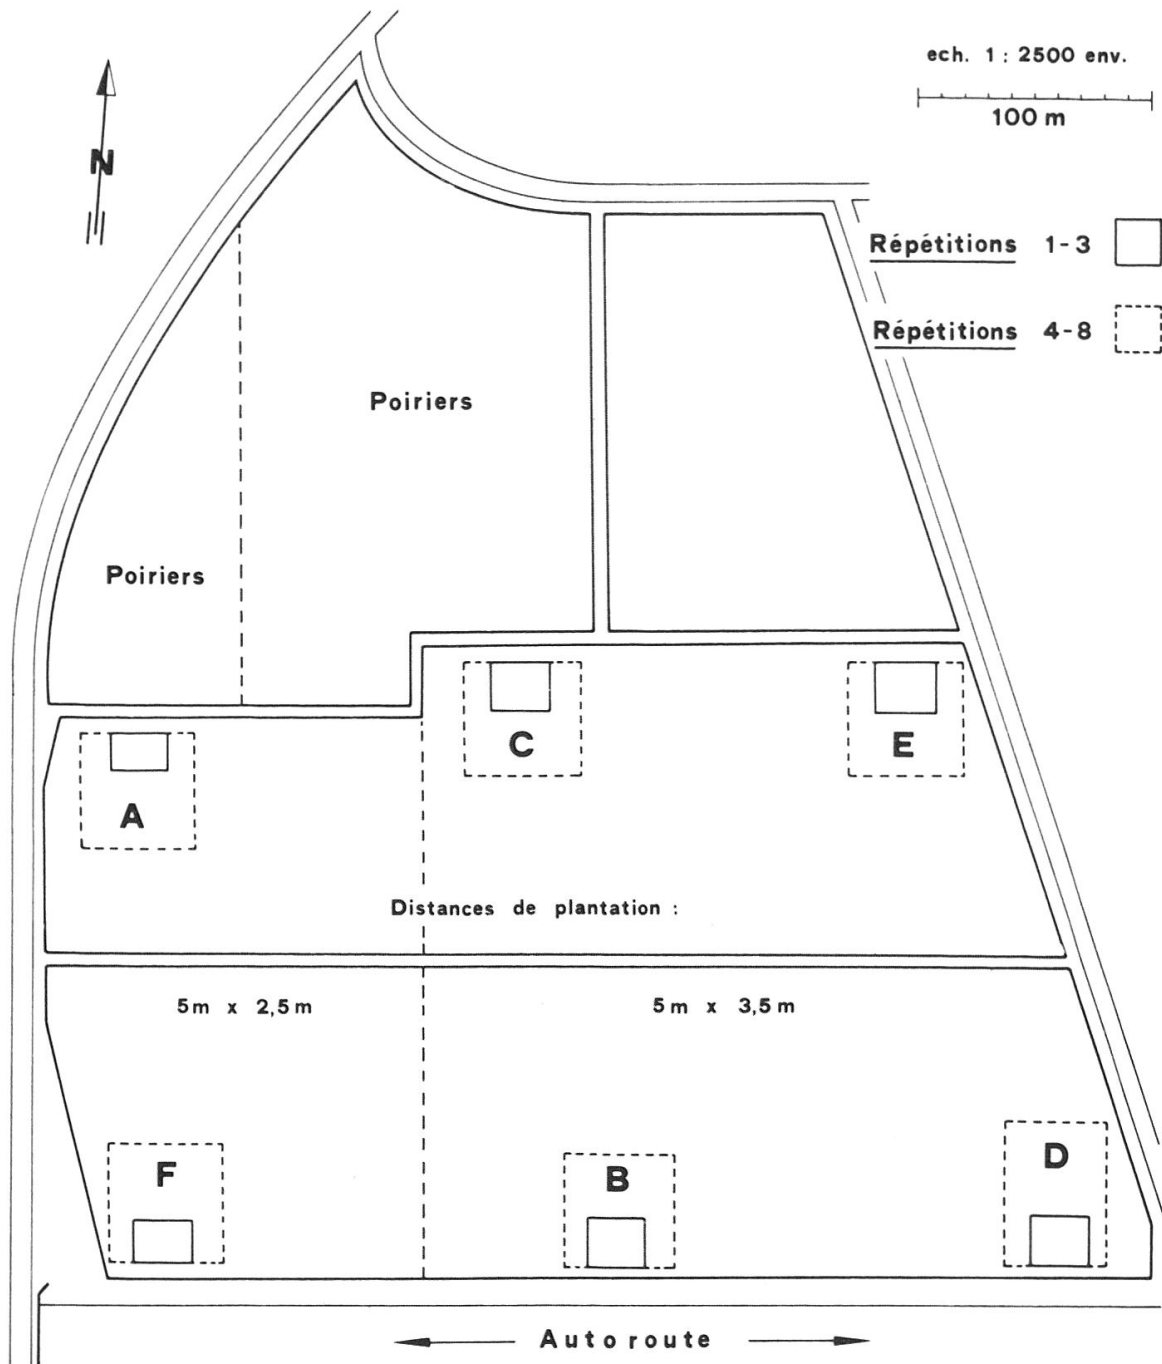 ech. 1 : 2500 env.
100 m
N
Répétitions 1-3
Répétitions 4-8
Poiriers
Poiriers
C
E
A
Distances de plantation :
5m x 2,5m
5m x 3,5m
F
B
D
Autoroute